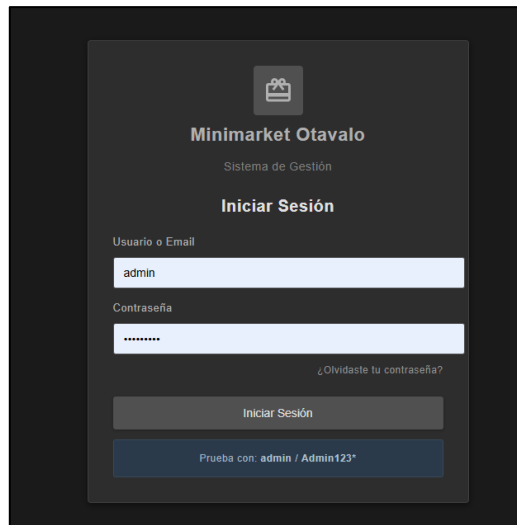 Minimarket Otavalo
Sistema de Gestión
Iniciar Sesión
Usuario o Email
admin
Contraseña
•••••••••
¿Olvidaste tu contraseña?
Iniciar Sesión
Prueba con: admin / Admin123*